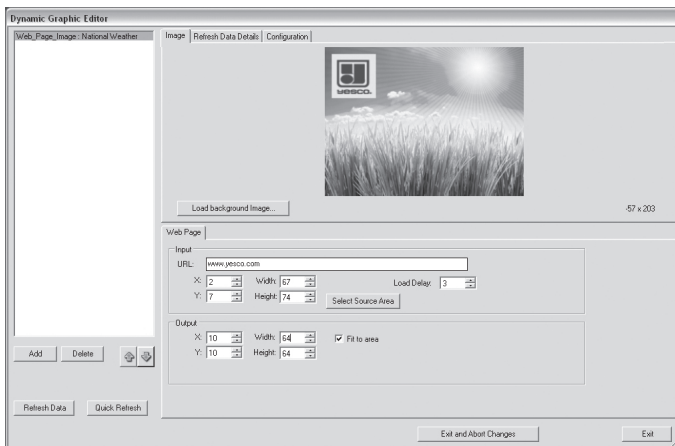 Dynamic Graphic Editor
Web_Page_Image : National Weather
Image Refresh Data Details Configuration
yesco.
Load background Image...
-57 x 203
Web Page
Input
URL: www.yesco.com
X: 2 Width: 67 Load Delay: 3
Y: 7 Height: 74 Select Source Area
Output
X: 10 Width: 64 Fit to area
Y: 10 Height: 64
Add Delete
Refresh Data Quick Refresh
Exit and Abort Changes Exit